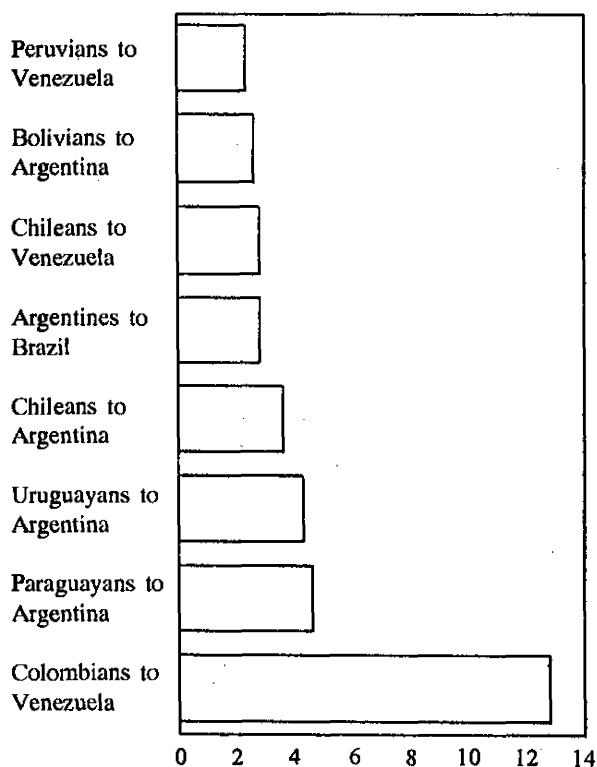 Peruvians to
Venezuela
Bolivians to
Argentina
Chileans to
Venezuela
Argentines to
Brazil
Chileans to
Argentina
Uruguayans to
Argentina
Paraguayans to
Argentina
Colombians to
Venezuela
0 2 4 6 8 10 12 14